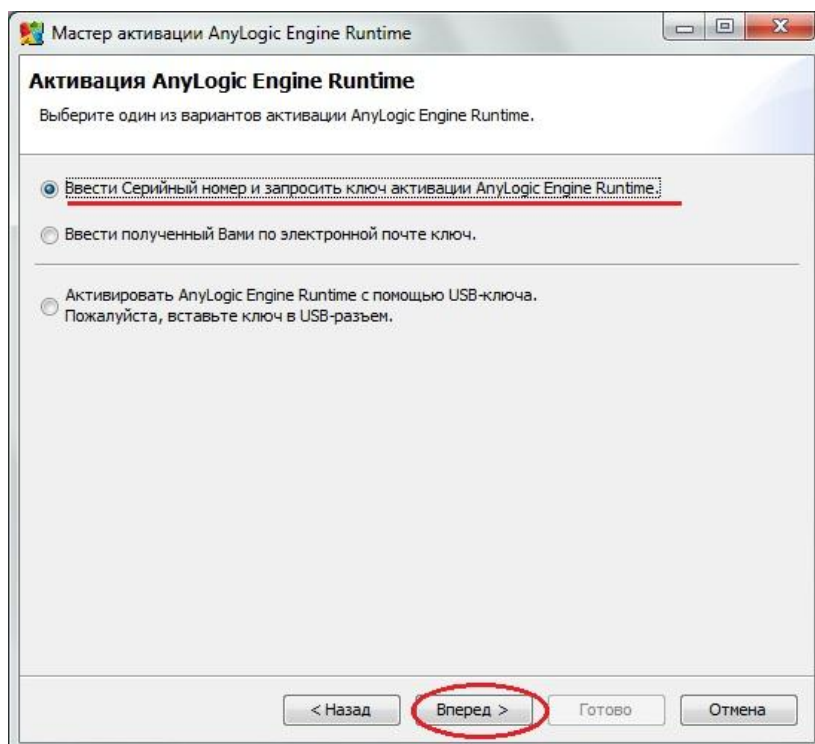 Мастер активации AnyLogic Engine Runtime
Активация AnyLogic Engine Runtime
Выберите один из вариантов активации AnyLogic Engine Runtime.
Ввести Серийный номер и запросить ключ активации AnyLogic Engine Runtime.
Ввести полученный Вами по электронной почте ключ.
Активировать AnyLogic Engine Runtime с помощью USB-ключа.
Пожалуйста, вставьте ключ в USB-разъем.
< Назад
Вперед >
Готово
Отмена